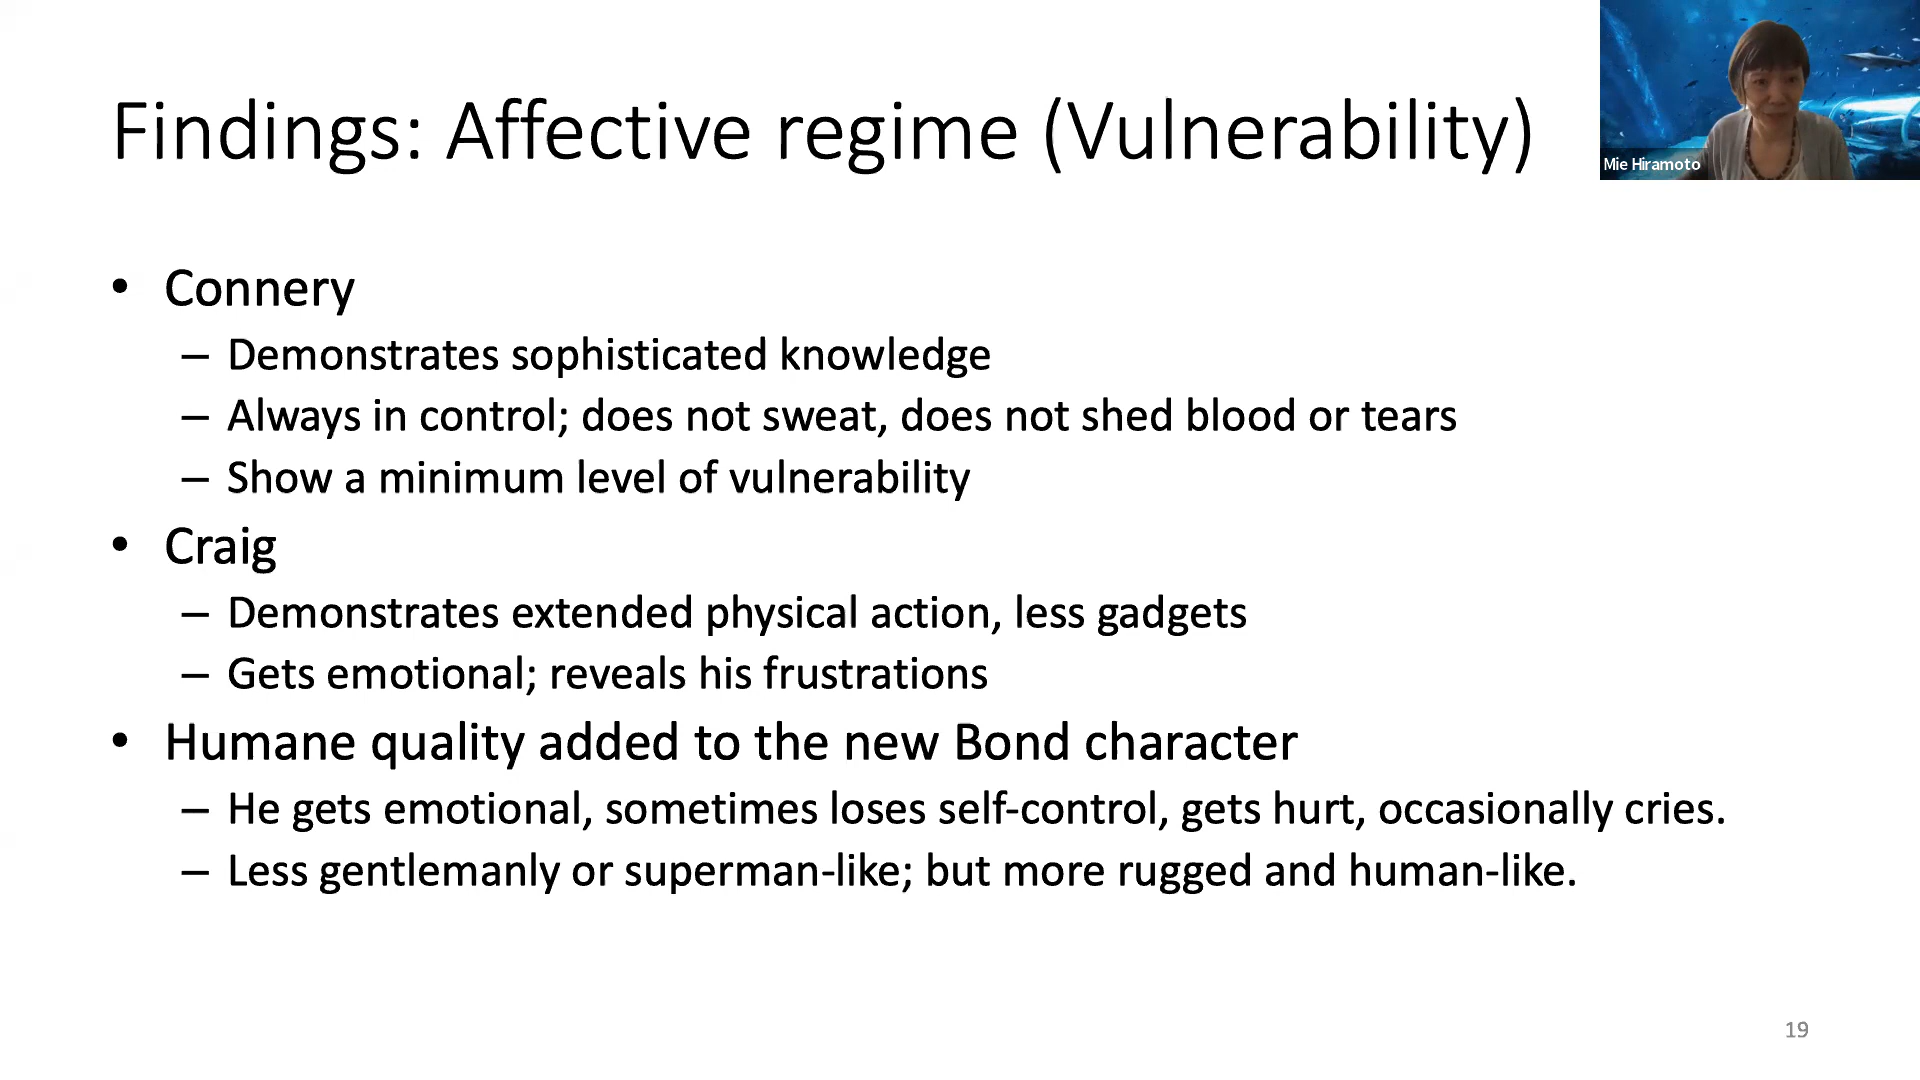 Findings: Affective regime (Vulnerability)
Mie Hiramoto
• Connery
– Demonstrates sophisticated knowledge
– Always in control; does not sweat, does not shed blood or tears
– Show a minimum level of vulnerability
• Craig
– Demonstrates extended physical action, less gadgets
– Gets emotional; reveals his frustrations
• Humane quality added to the new Bond character
– He gets emotional, sometimes loses self-control, gets hurt, occasionally cries.
– Less gentlemanly or superman-like; but more rugged and human-like.
19